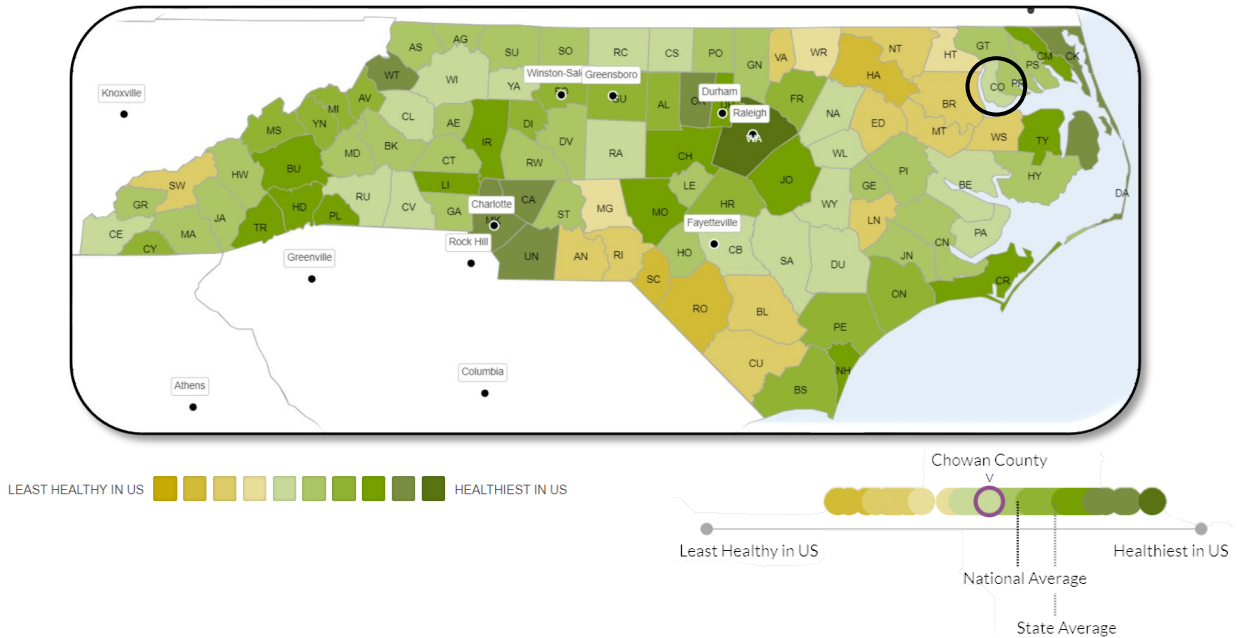 AS
AG
SU
SO
RC
CS
PO
GN
VA
WR
NT
HT
GT
CM
CK
PS
WT
WI
YA
Winston-Sal
Greensboro
HA
CO
Knoxville
AV
GU
AL
Durham
FR
BR
MI
Raleigh
NA
MS
YN
CL
AE
IR
DI
DV
WA
ED
MT
WS
TY
MD
BK
CT
RW
RA
CH
WL
HW
BU
PI
SW
LI
LE
JO
GE
BE
HY
GR
JA
HD
PL
RU
CV
GA
Charlotte
CA
ST
MG
MO
HR
WY
LN
DA
CE
CY
MA
TR
Rock Hill
UN
AN
RI
HO
Fayetteville
CB
SA
DU
JN
CN
PA
Greenville
SC
ON
CR
RO
BL
PE
CU
NH
BS
Columbia
Athens
LEAST HEALTHY IN US
HEALTHIEST IN US
Chowan County
V
Least Healthy in US
Healthiest in US
National Average
State Average